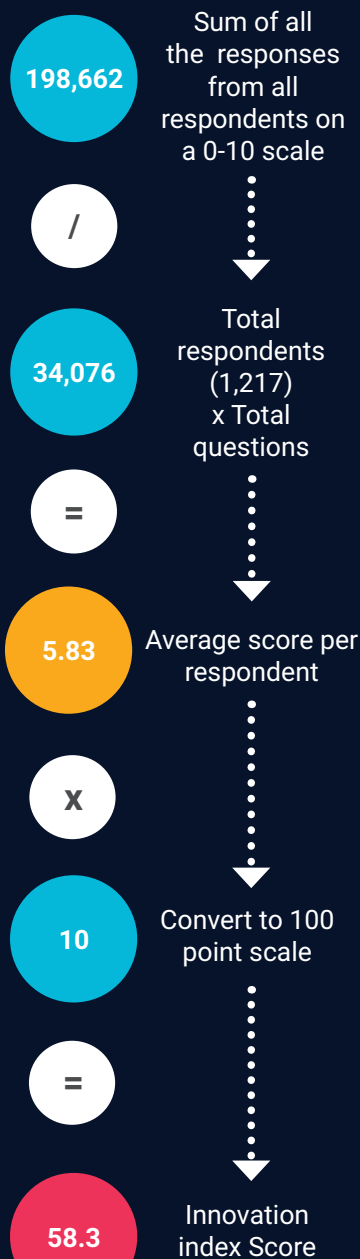 198,662
Sum of all
the responses
from all
respondents on
a 0-10 scale
/
34,076
Total
respondents
(1,217)
x Total
questions
=
5.83
Average score per
respondent
x
10
Convert to 100
point scale
=
58.3
Innovation
index Score